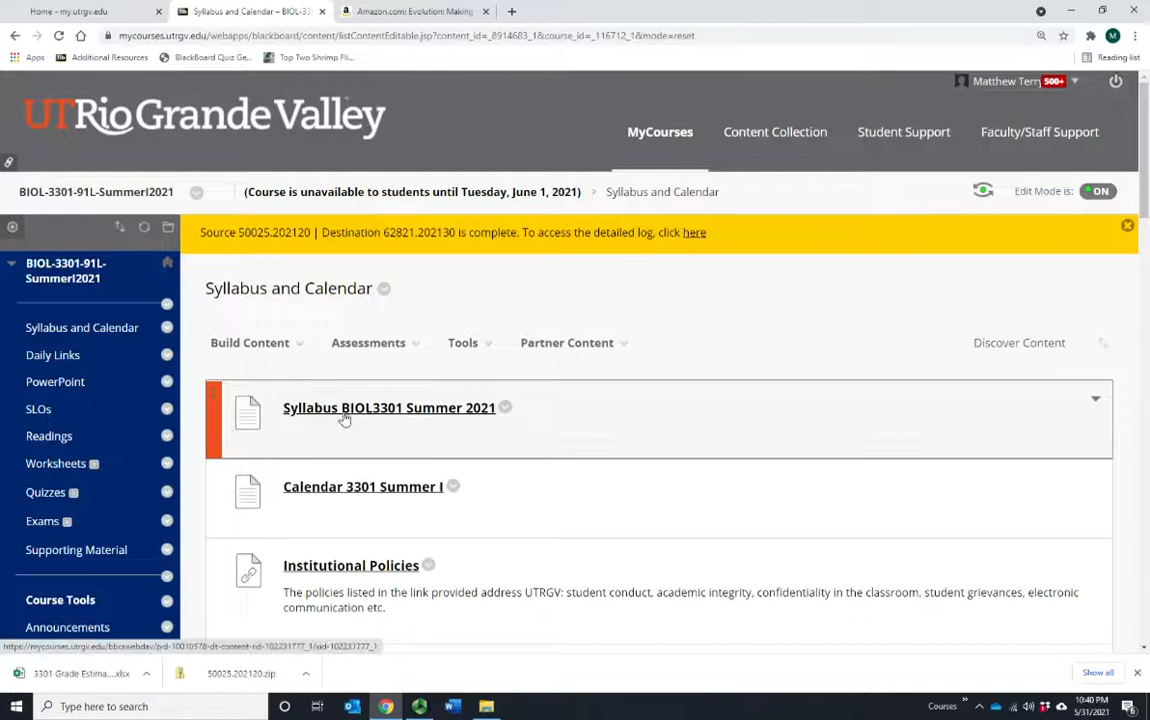 Home - my.utrgv.edu
Syllabus and Calendar – BIOL-33
Amazon.com: Evolution: Making
mycourses.utrgv.edu/webapps/blackboard/content/listContentEditable.jsp?content_id=_8914683_1&course_id=_116712_1&mode=reset
M
Apps
Additional Resources
BlackBoard Quiz Ge...
Top Two Shrimp Fli...
Reading list
Matthew Terry 500+
UTRio Grande Valley
MyCourses
Content Collection
Student Support
Faculty/Staff Support
BIOL-3301-91L-SummerI2021
(Course is unavailable to students until Tuesday, June 1, 2021)
Syllabus and Calendar
Edit Mode is:
ON
Source 50025.202120 | Destination 62821.202130 is complete. To access the detailed log, click here
BIOL-3301-91L-
SummerI2021
Syllabus and Calendar
Daily Links
PowerPoint
SLOs
Readings
Worksheets
Quizzes
Exams
Supporting Material
Course Tools
Announcements
Syllabus and Calendar
Build Content
Assessments
Tools
Partner Content
Discover Content
Syllabus BIOL3301 Summer 2021
Calendar 3301 Summer I
Institutional Policies
The policies listed in the link provided address UTRGV: student conduct, academic integrity, confidentiality in the classroom, student grievances, electronic
communication etc.
3301 Grade Estima....xlsx
50025.202120.zip
Show all
Type here to search
Courses
10:40 PM
5/31/2021